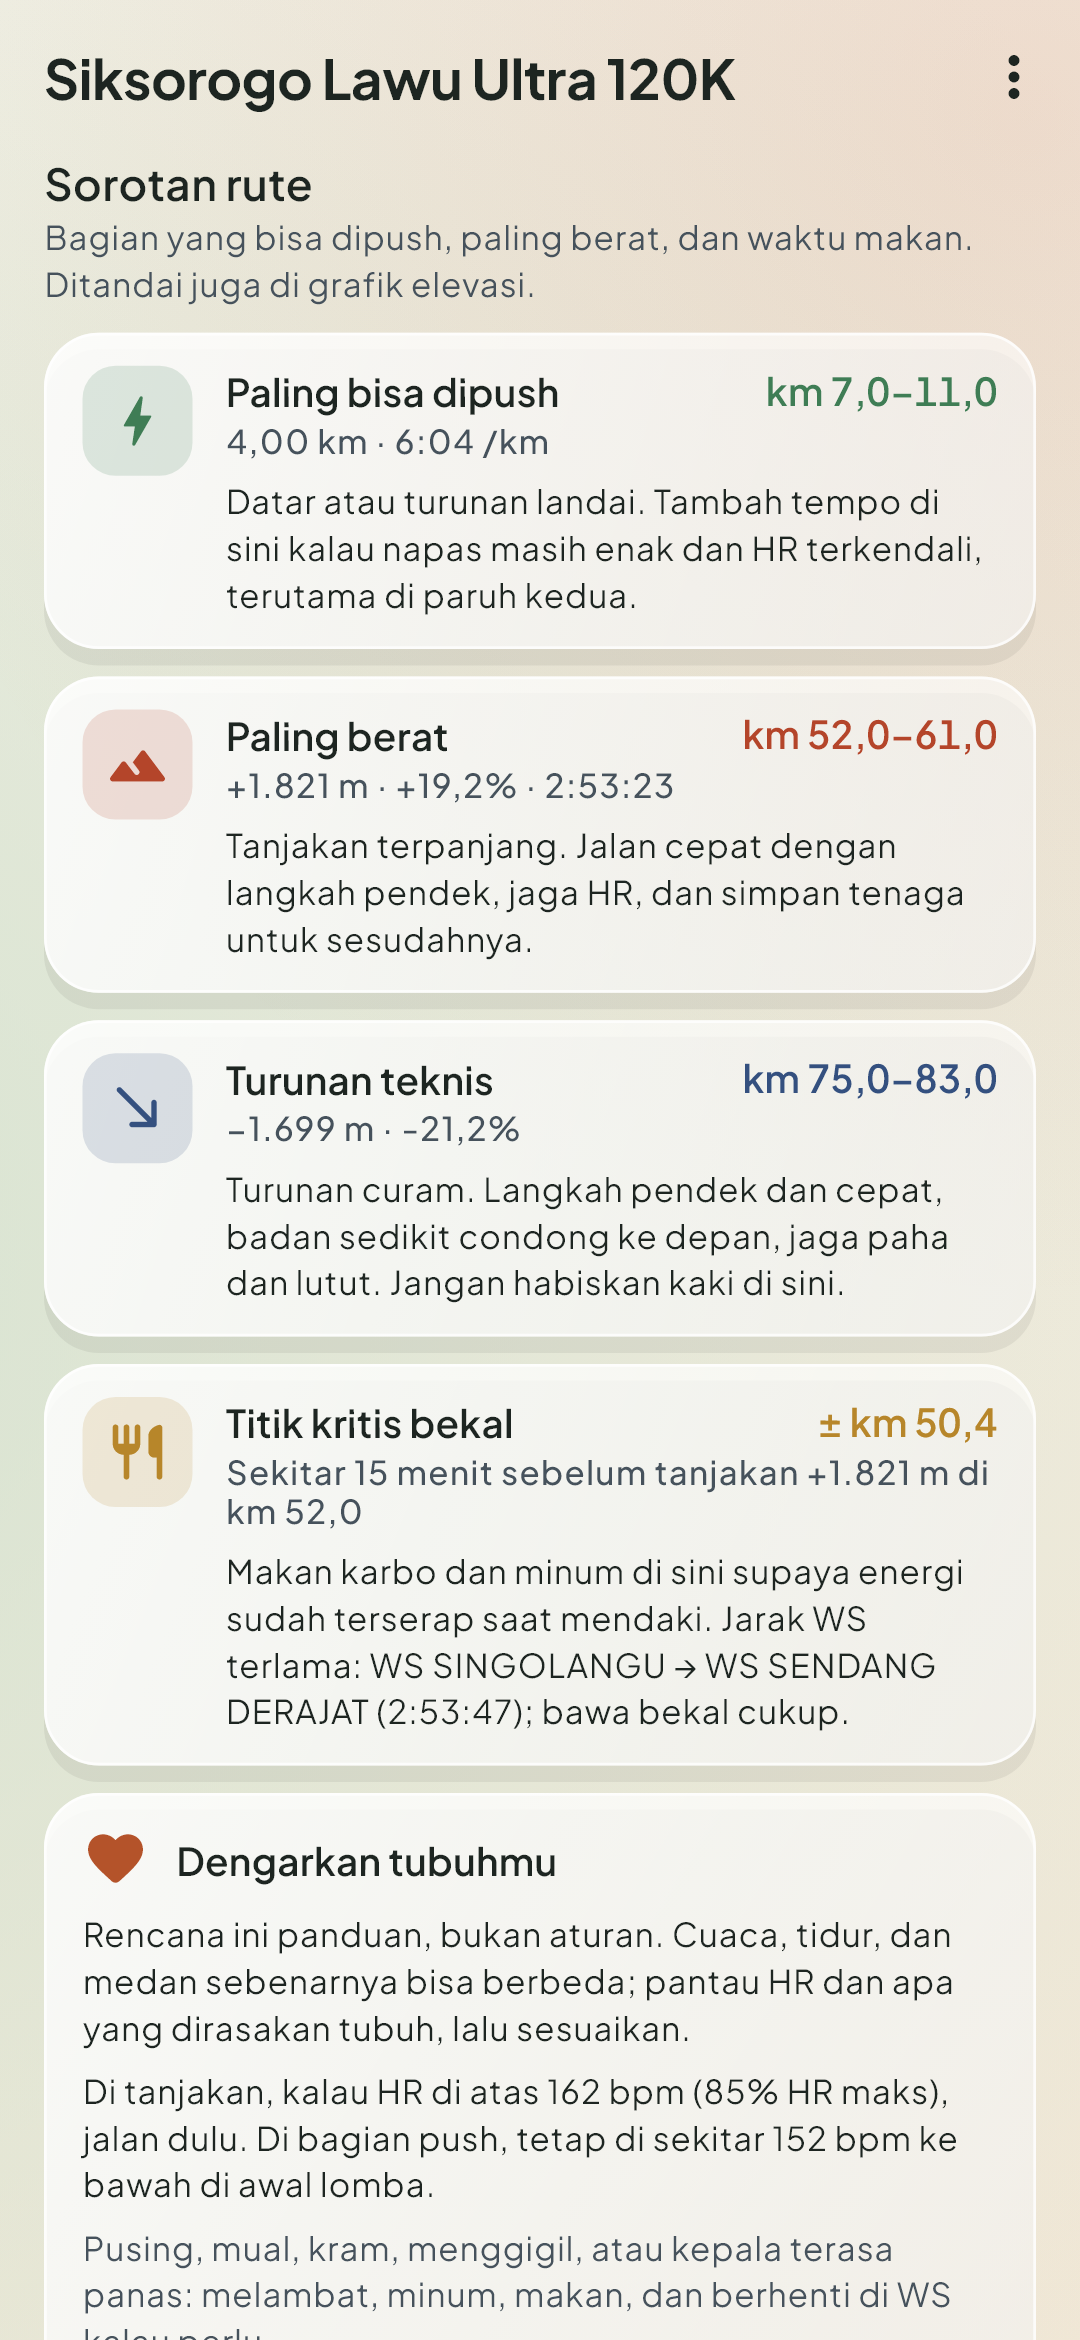 Siksorogo Lawu Ultra 120K
Sorotan rute
Bagian yang bisa dipush, paling berat, dan waktu makan.
Ditandai juga di grafik elevasi.
Paling bisa dipush
km 7,0–11,0
4,00 km · 6:04 /km
Datar atau turunan landai. Tambah tempo di
sini kalau napas masih enak dan HR terkendali,
terutama di paruh kedua.
Paling berat
km 52,0–61,0
+1.821 m · +19,2% · 2:53:23
Tanjakan terpanjang. Jalan cepat dengan
langkah pendek, jaga HR, dan simpan tenaga
untuk sesudahnya.
Turunan teknis
km 75,0–83,0
−1.699 m · -21,2%
Turunan curam. Langkah pendek dan cepat,
badan sedikit condong ke depan, jaga paha
dan lutut. Jangan habiskan kaki di sini.
Titik kritis bekal
± km 50,4
Sekitar 15 menit sebelum tanjakan +1.821 m di
km 52,0
Makan karbo dan minum di sini supaya energi
sudah terserap saat mendaki. Jarak WS
terlama: WS SINGOLANGU → WS SENDANG
DERAJAT (2:53:47); bawa bekal cukup.
Dengarkan tubuhmu
Rencana ini panduan, bukan aturan. Cuaca, tidur, dan
medan sebenarnya bisa berbeda; pantau HR dan apa
yang dirasakan tubuh, lalu sesuaikan.
Di tanjakan, kalau HR di atas 162 bpm (85% HR maks),
jalan dulu. Di bagian push, tetap di sekitar 152 bpm ke
bawah di awal lomba.
Pusing, mual, kram, menggigil, atau kepala terasa
panas: melambat, minum, makan, dan berhenti di WS
kalau perlu.